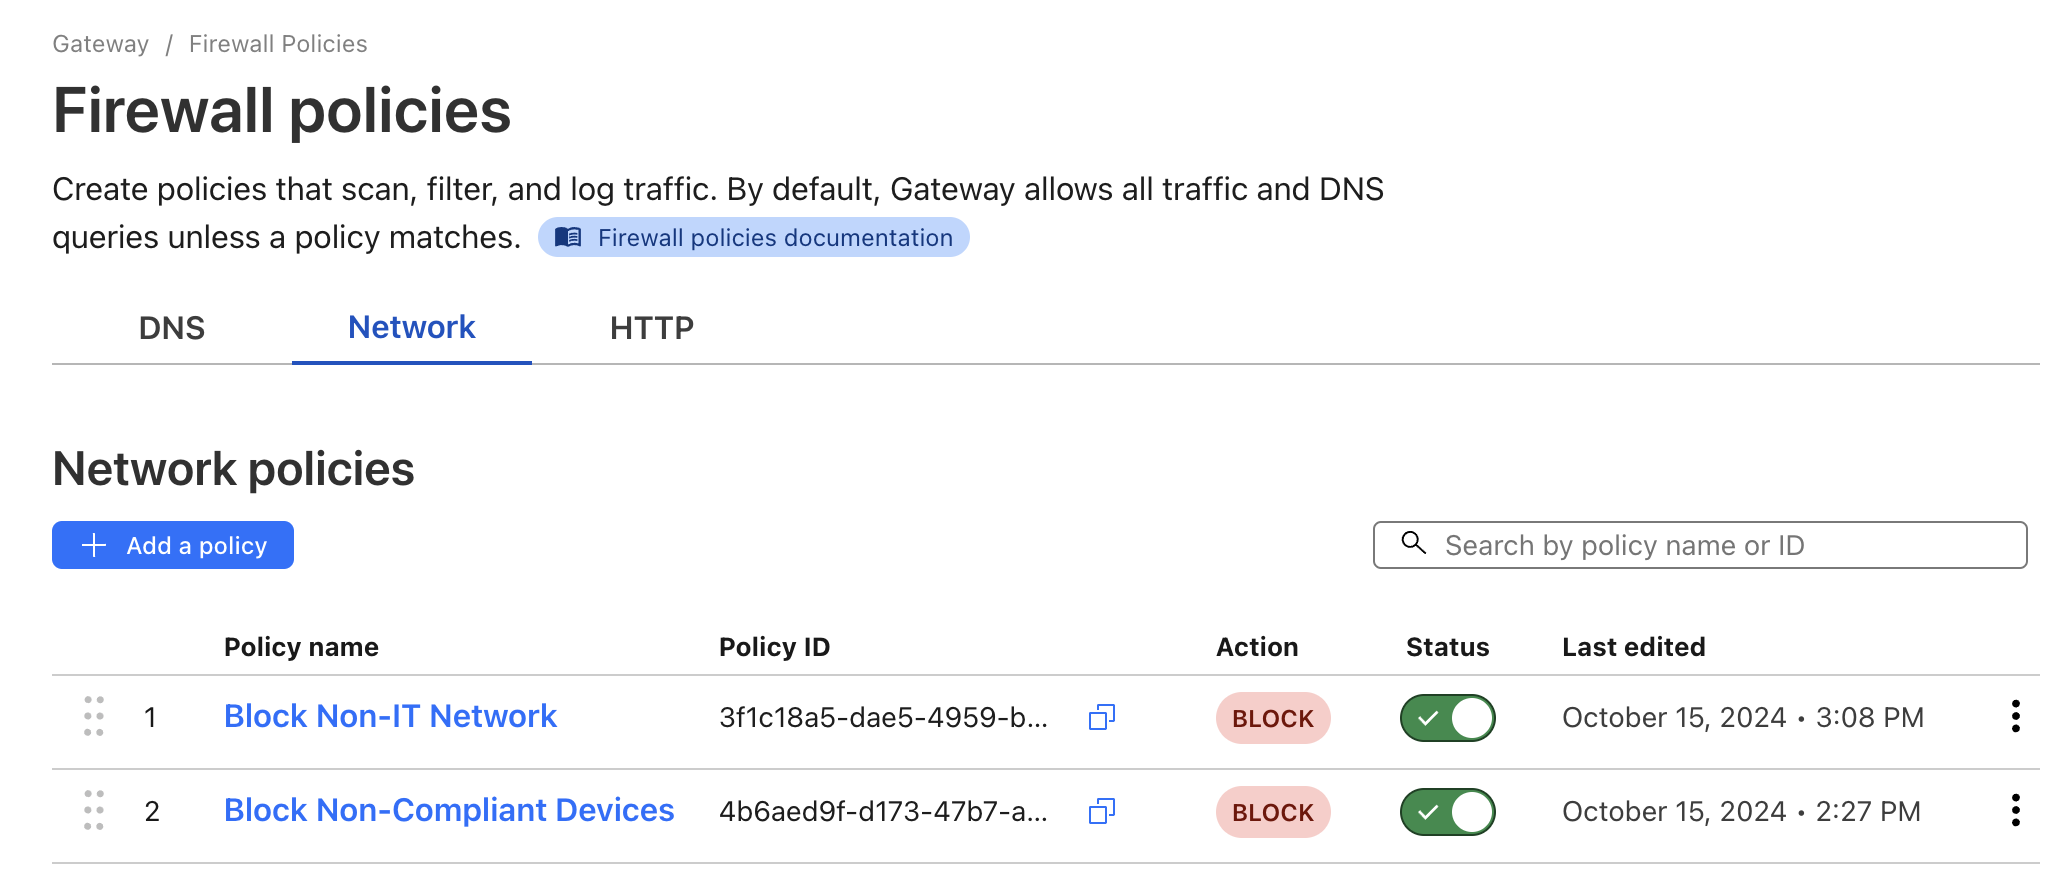 Gateway / Firewall Policies
Firewall policies
Create policies that scan, filter, and log traffic. By default, Gateway allows all traffic and DNS
queries unless a policy matches. Firewall policies documentation
DNS Network HTTP
Network policies
Add a policy Search by policy name or ID
Policy name Policy ID Action Status Last edited
1 Block Non-IT Network 3f1c18a5-dae5-4959-b... BLOCK October 15, 2024 • 3:08 PM
2 Block Non-Compliant Devices 4b6aed9f-d173-47b7-a... BLOCK October 15, 2024 • 2:27 PM